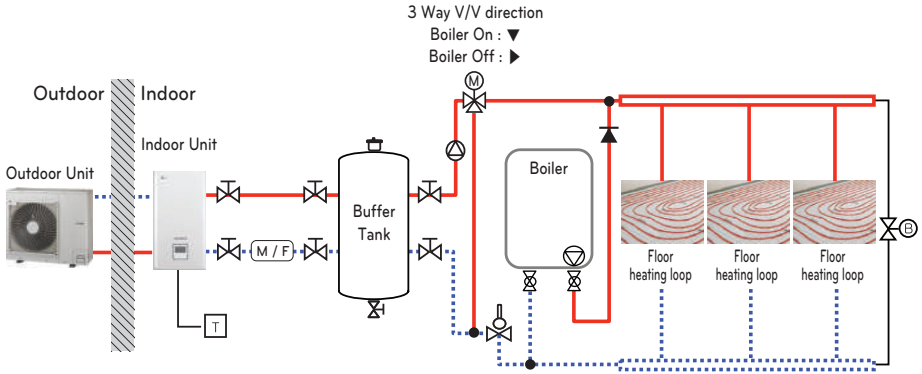 3 Way V/V direction
Boiler On : ▼
Boiler Off : ▶
M
Outdoor
Indoor
Indoor Unit
Outdoor Unit
Boiler
Buffer
Tank
M / F
T
B
Floor
heating loop
Floor
heating loop
Floor
heating loop